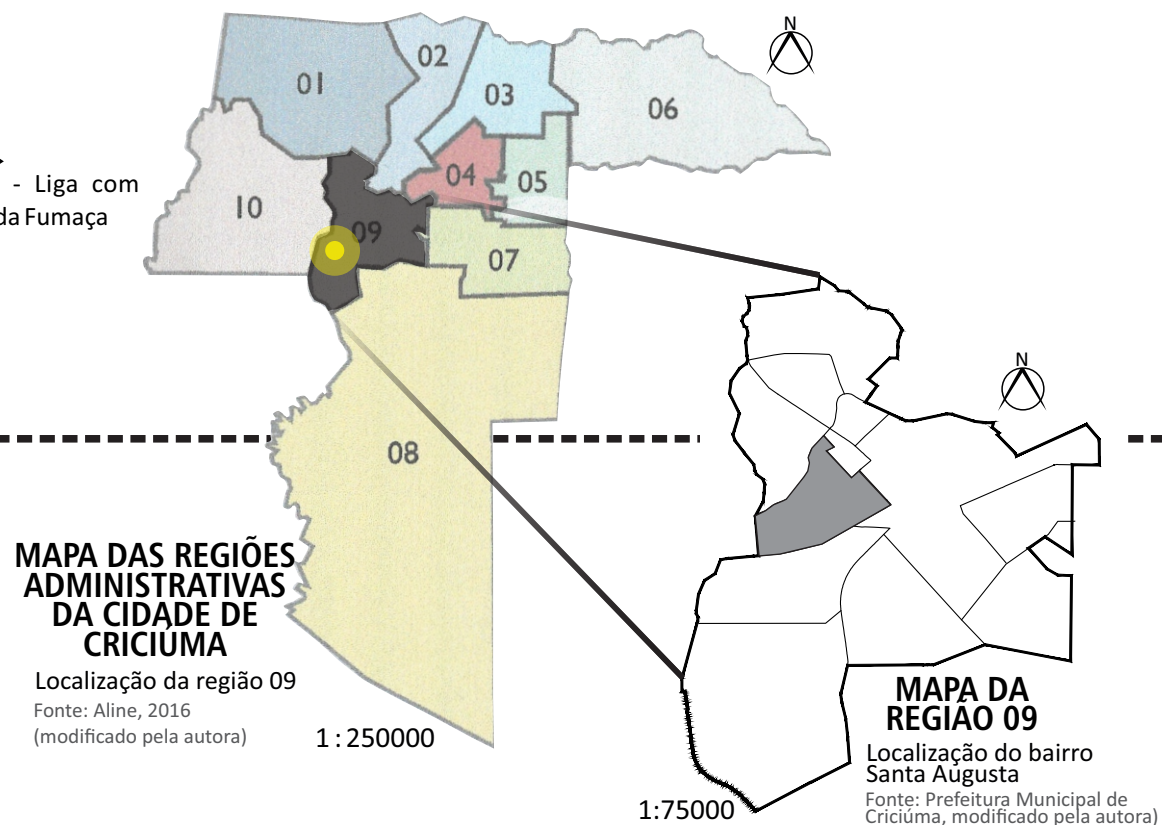 N
01
02
03
06
04
05
10
09
07
08
- Liga com
da Fumaça
N
MAPA DAS REGIÕES
ADMINISTRATIVAS
DA CIDADE DE
CRICIÚMA
Localização da região 09
Fonte: Aline, 2016
(modificado pela autora)
1:250000
MAPA DA
REGIÃO 09
Localização do bairro
Santa Augusta
Fonte: Prefeitura Municipal de
Criciúma, modificado pela autora)
1:75000